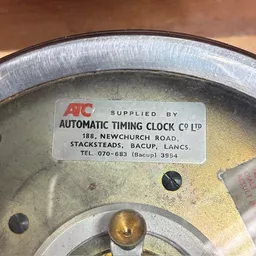 ATC SUPPLIED BY
AUTOMATIC TIMING CLOCK Co LTD
188, NEWCHURCH ROAD,
STACKSTEADS, BACUP, LANCS.
TEL. 070-683 (Bacup) 3954